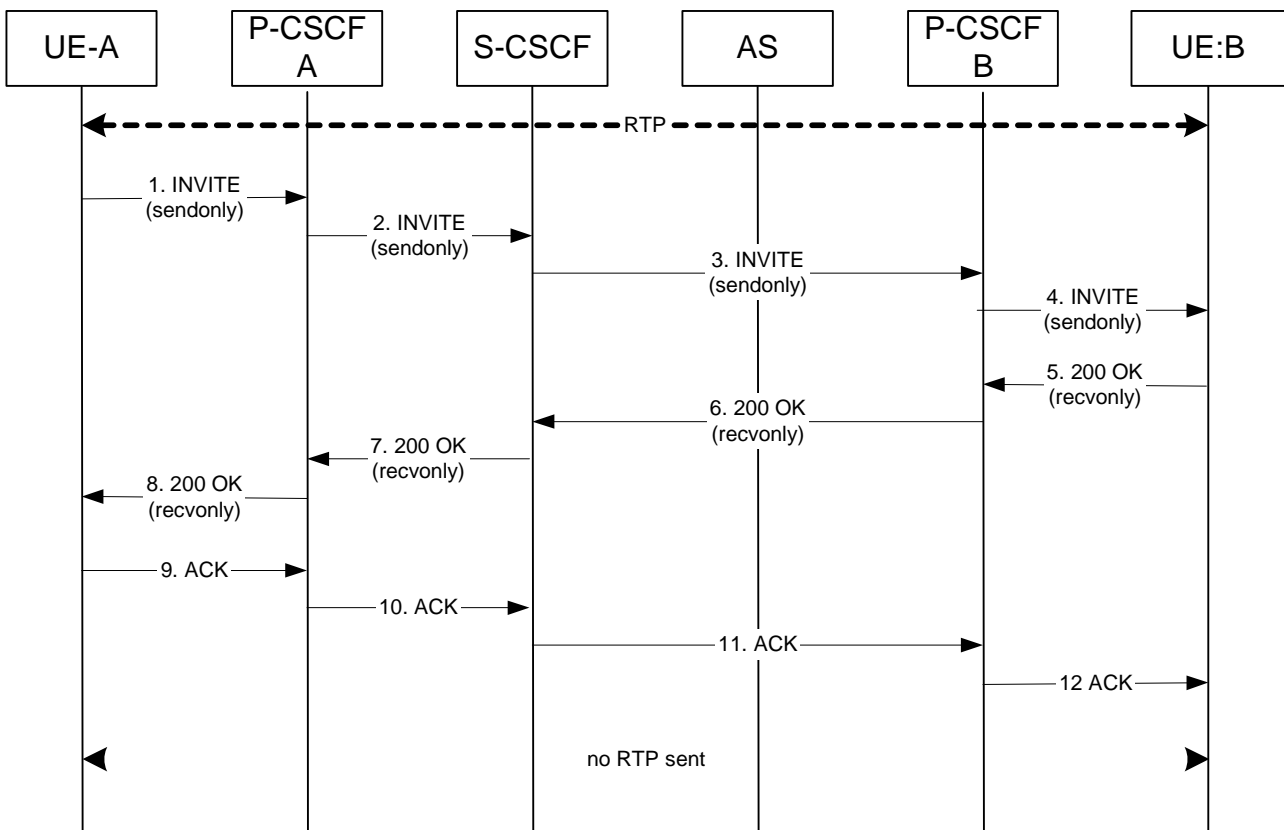 UE-A
P-CSCF
A
S-CSCF
AS
P-CSCF
B
UE:B
RTP
1. INVITE
(sendonly)
2. INVITE
(sendonly)
3. INVITE
(sendonly)
4. INVITE
(sendonly)
5. 200 OK
(recvonly)
6. 200 OK
(recvonly)
7. 200 OK
(recvonly)
8. 200 OK
(recvonly)
9. ACK
10. ACK
11. ACK
12 ACK
no RTP sent